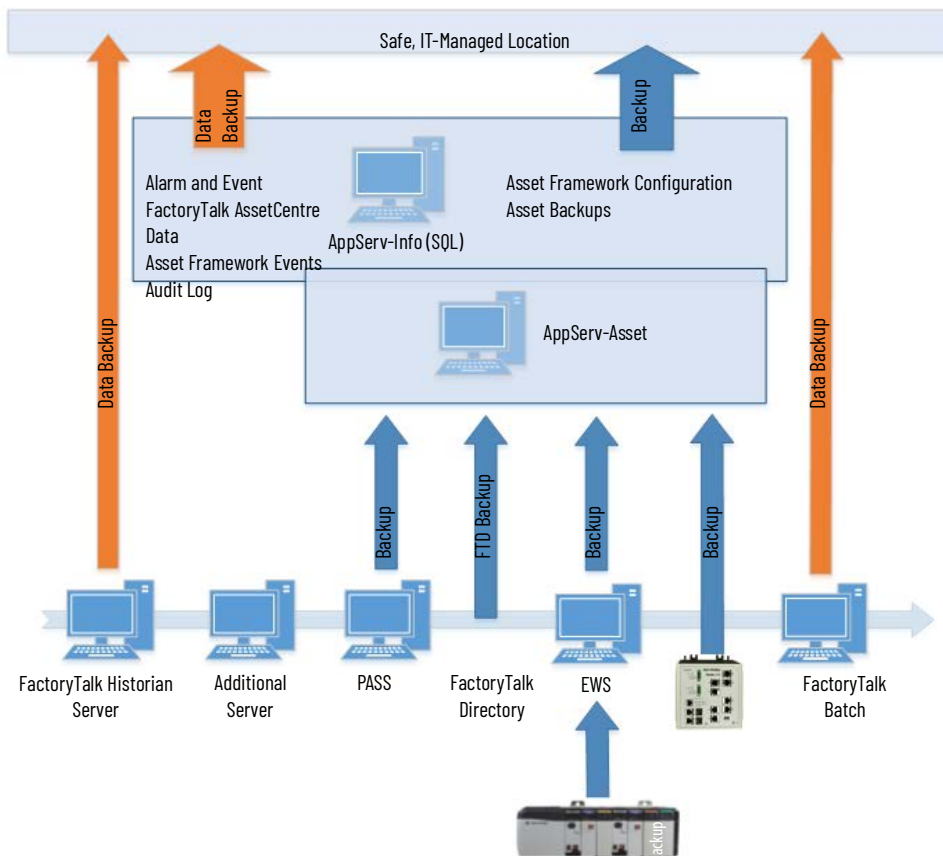 Safe, IT-Managed Location
Data
Backup
Backup
Alarm and Event
FactoryTalk AssetCentre
Data
Asset Framework Events
Audit Log
AppServ-Info (SQL)
Asset Framework Configuration
Asset Backups
AppServ-Asset
Data Backup
Data Backup
Backup
FTD Backup
Backup
Backup
FactoryTalk Historian
Server
Additional
Server
PASS
FactoryTalk
Directory
EWS
FactoryTalk
Batch
ackup